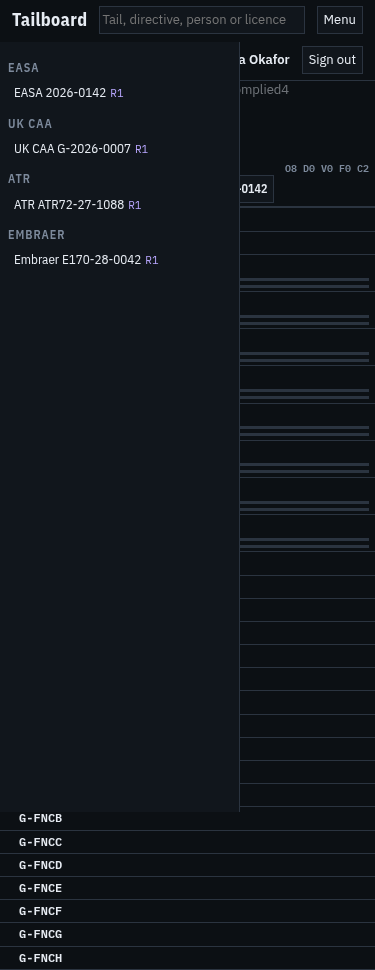 Tailboard Tail, directive, person or licence Menu
a Okafor Sign out
EASA
EASA 2026-0142 R1
omplied4
UK CAA
UK CAA G-2026-0007 R1
ATR
O8 D0 V0 F0 C2
-0142
ATR ATR72-27-1088 R1
EMBRAER
Embraer E170-28-0042 R1
G-FNCB
G-FNCC
G-FNCD
G-FNCE
G-FNCF
G-FNCG
G-FNCH